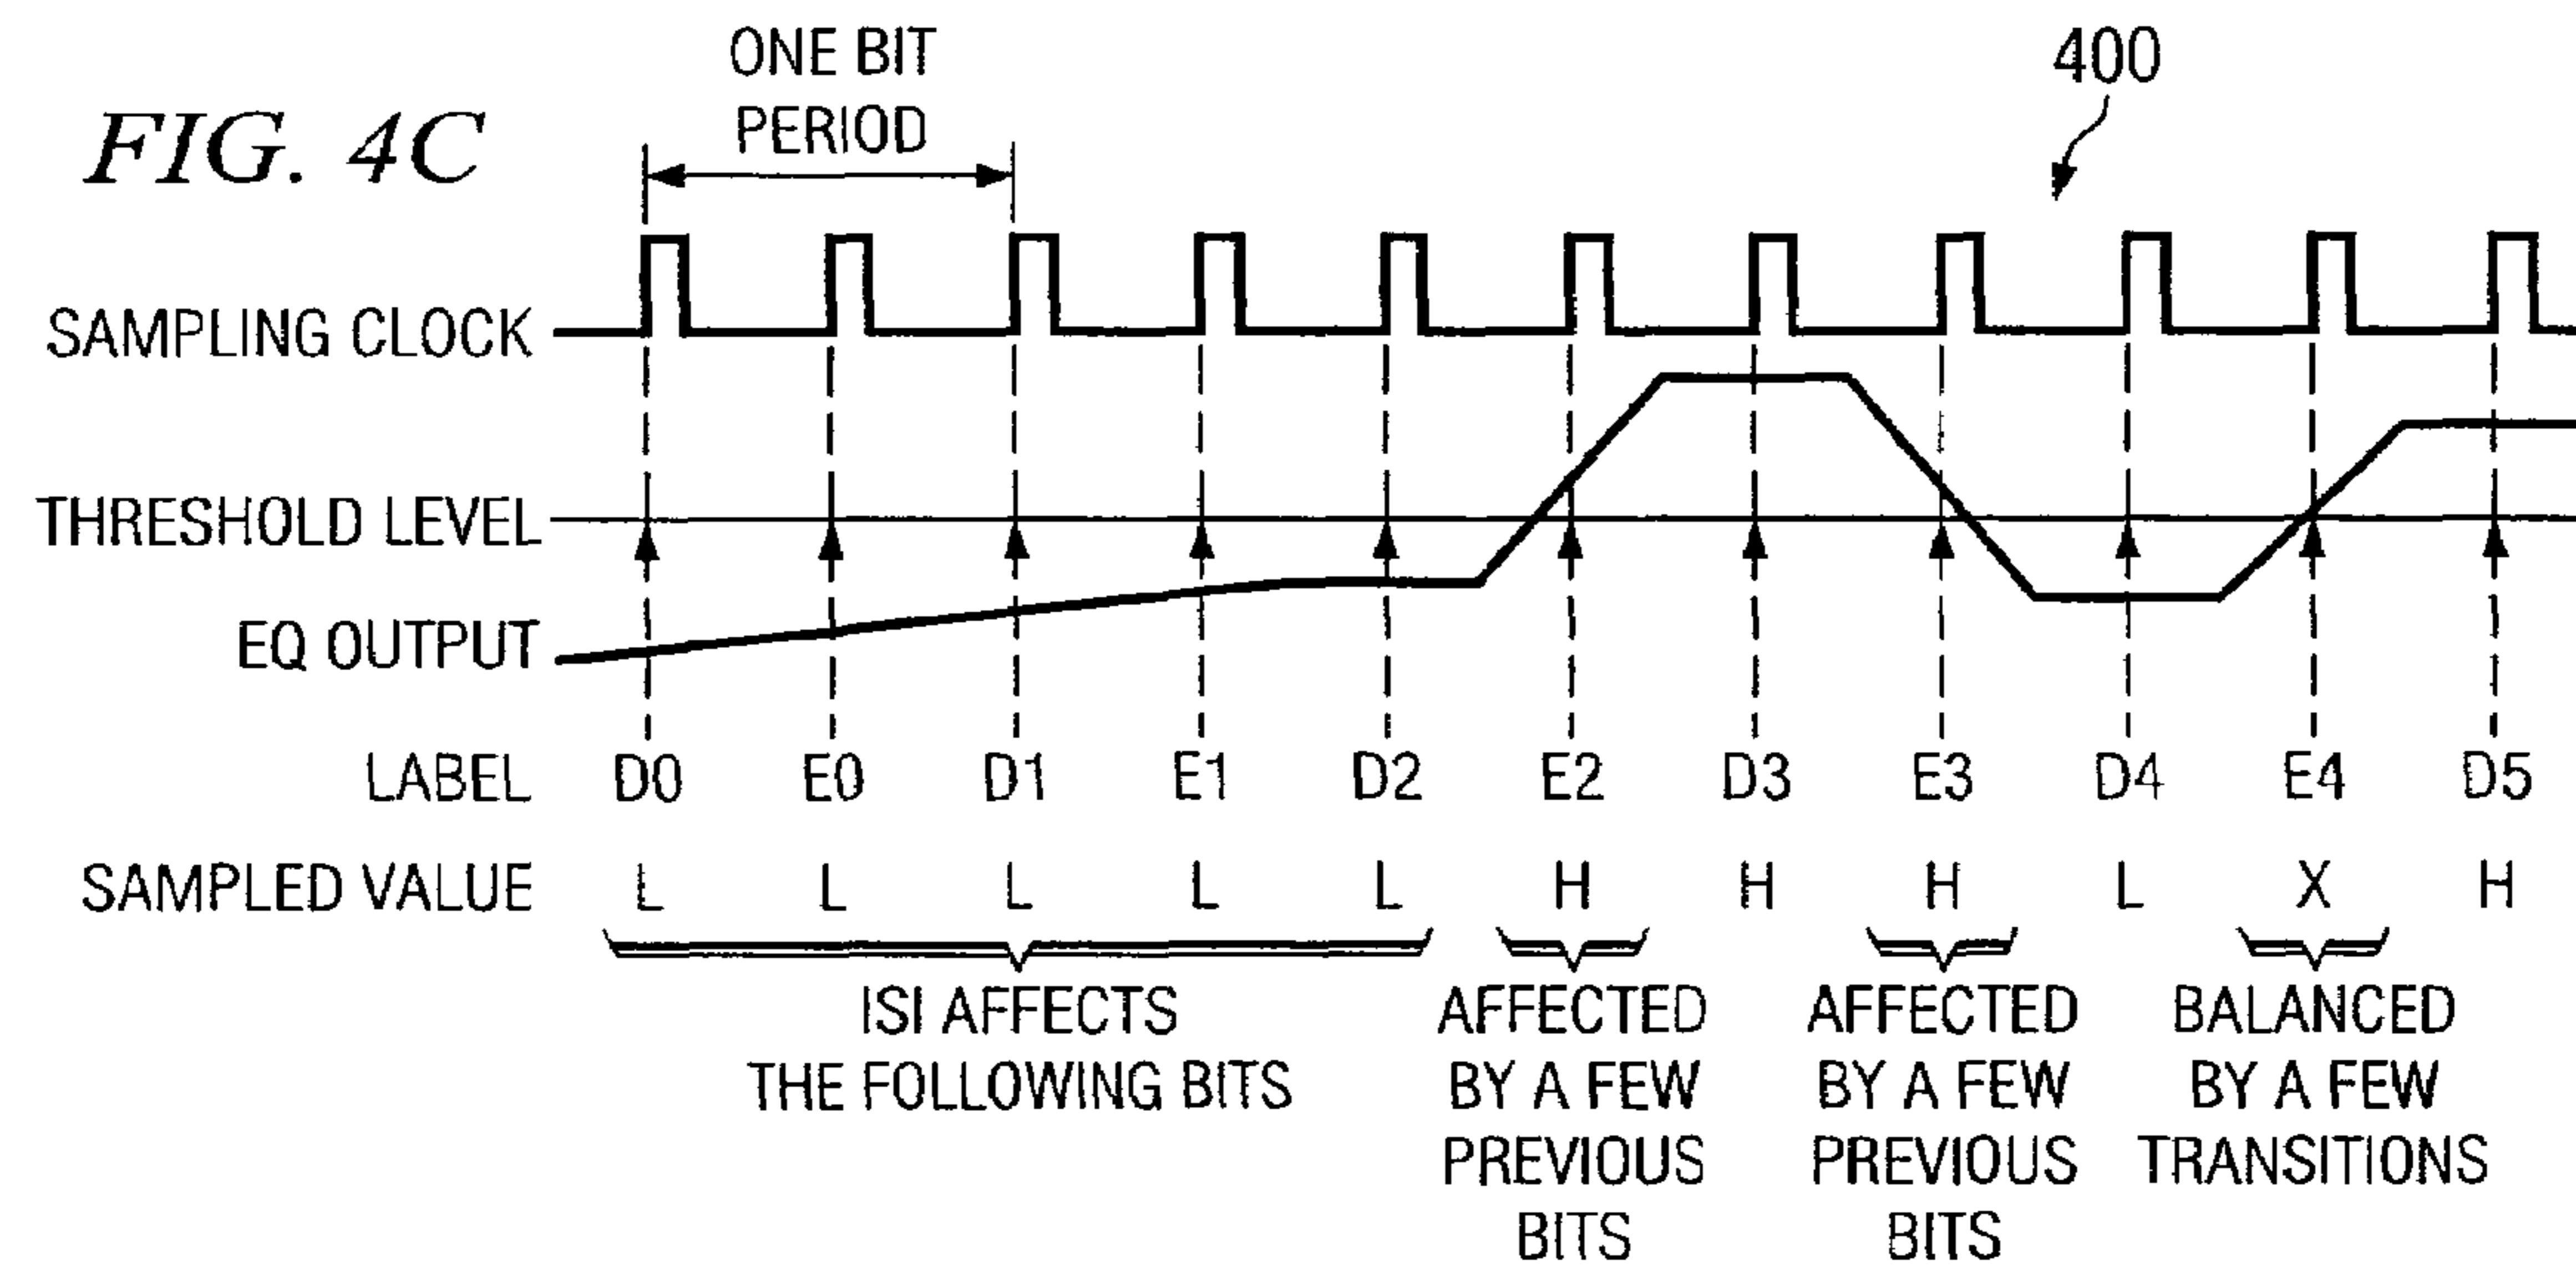 FIG. 4C
ONE BIT
PERIOD
400
SAMPLING CLOCK
THRESHOLD LEVEL
EQ OUTPUT
LABEL D0 E0 D1 E1 D2 E2 D3 E3 D4 E4 D5
SAMPLED VALUE L L L L L H H H L X H
ISI AFFECTS
THE FOLLOWING BITS
AFFECTED
BY A FEW
PREVIOUS
BITS
AFFECTED
BY A FEW
PREVIOUS
BITS
BALANCED
BY A FEW
TRANSITIONS